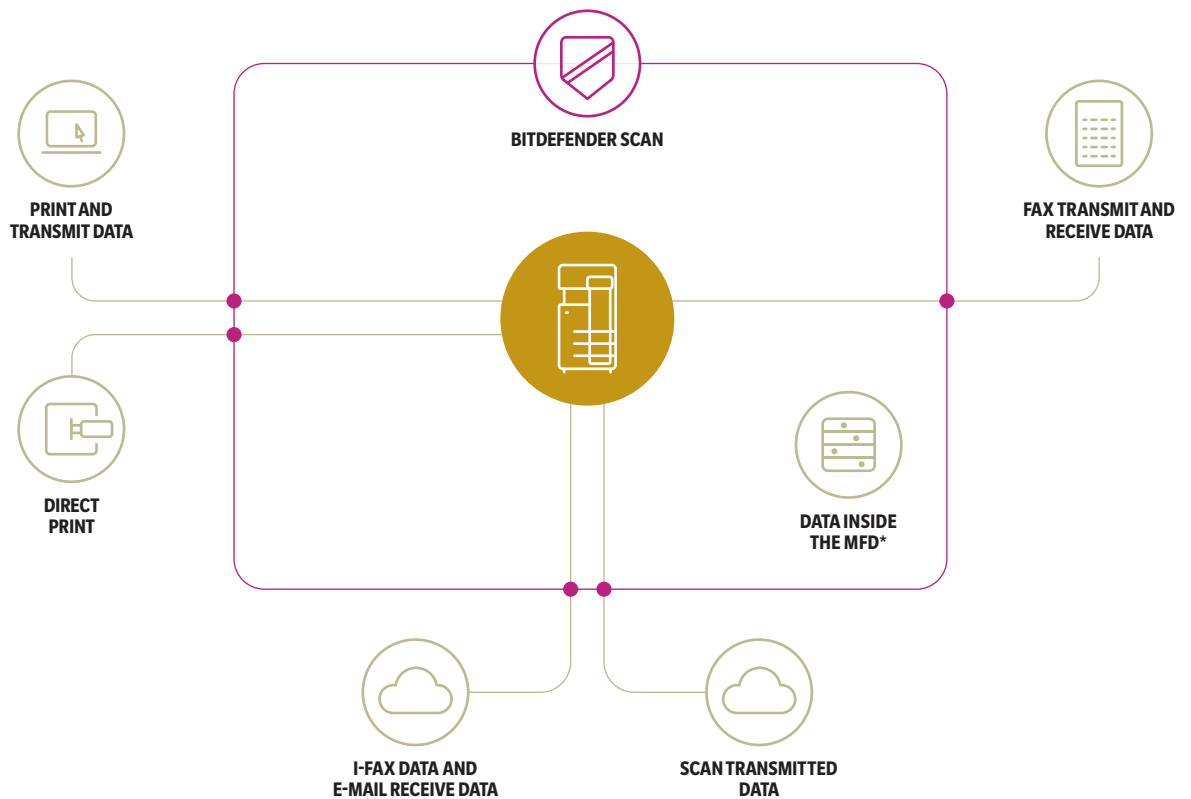 BITDEFENDER SCAN
PRINT AND
TRANSMIT DATA
FAX TRANSMIT AND
RECEIVE DATA
DIRECT
PRINT
DATA INSIDE
THE MFD*
I-FAX DATA AND
E-MAIL RECEIVE DATA
SCAN TRANSMITTED
DATA